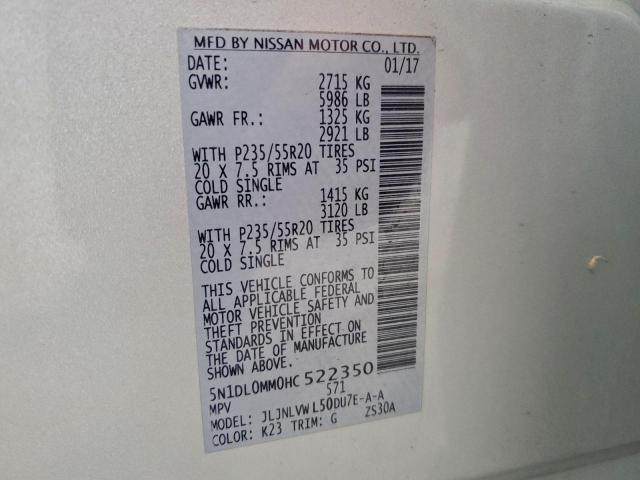 MFD BY NISSAN MOTOR CO., LTD.
DATE: 01/17
GVWR: 2715 KG
5986 LB
GAWR FR.: 1325 KG
2921 LB
WITH P235/55R20 TIRES
20 X 7.5 RIMS AT 35 PSI
COLD SINGLE
GAWR RR.: 1415 KG
3120 LB
WITH P235/55R20 TIRES
20 X 7.5 RIMS AT 35 PSI
COLD SINGLE
THIS VEHICLE CONFORMS TO
ALL APPLICABLE FEDERAL
MOTOR VEHICLE SAFETY AND
THEFT PREVENTION
STANDARDS IN EFFECT ON
THE DATE OF MANUFACTURE
SHOWN ABOVE.
5N1DL0MM0HC 522350
MPV 571
MODEL: JLJNLVWL50DU7E-A-A
COLOR: K23 TRIM: G ZS30A